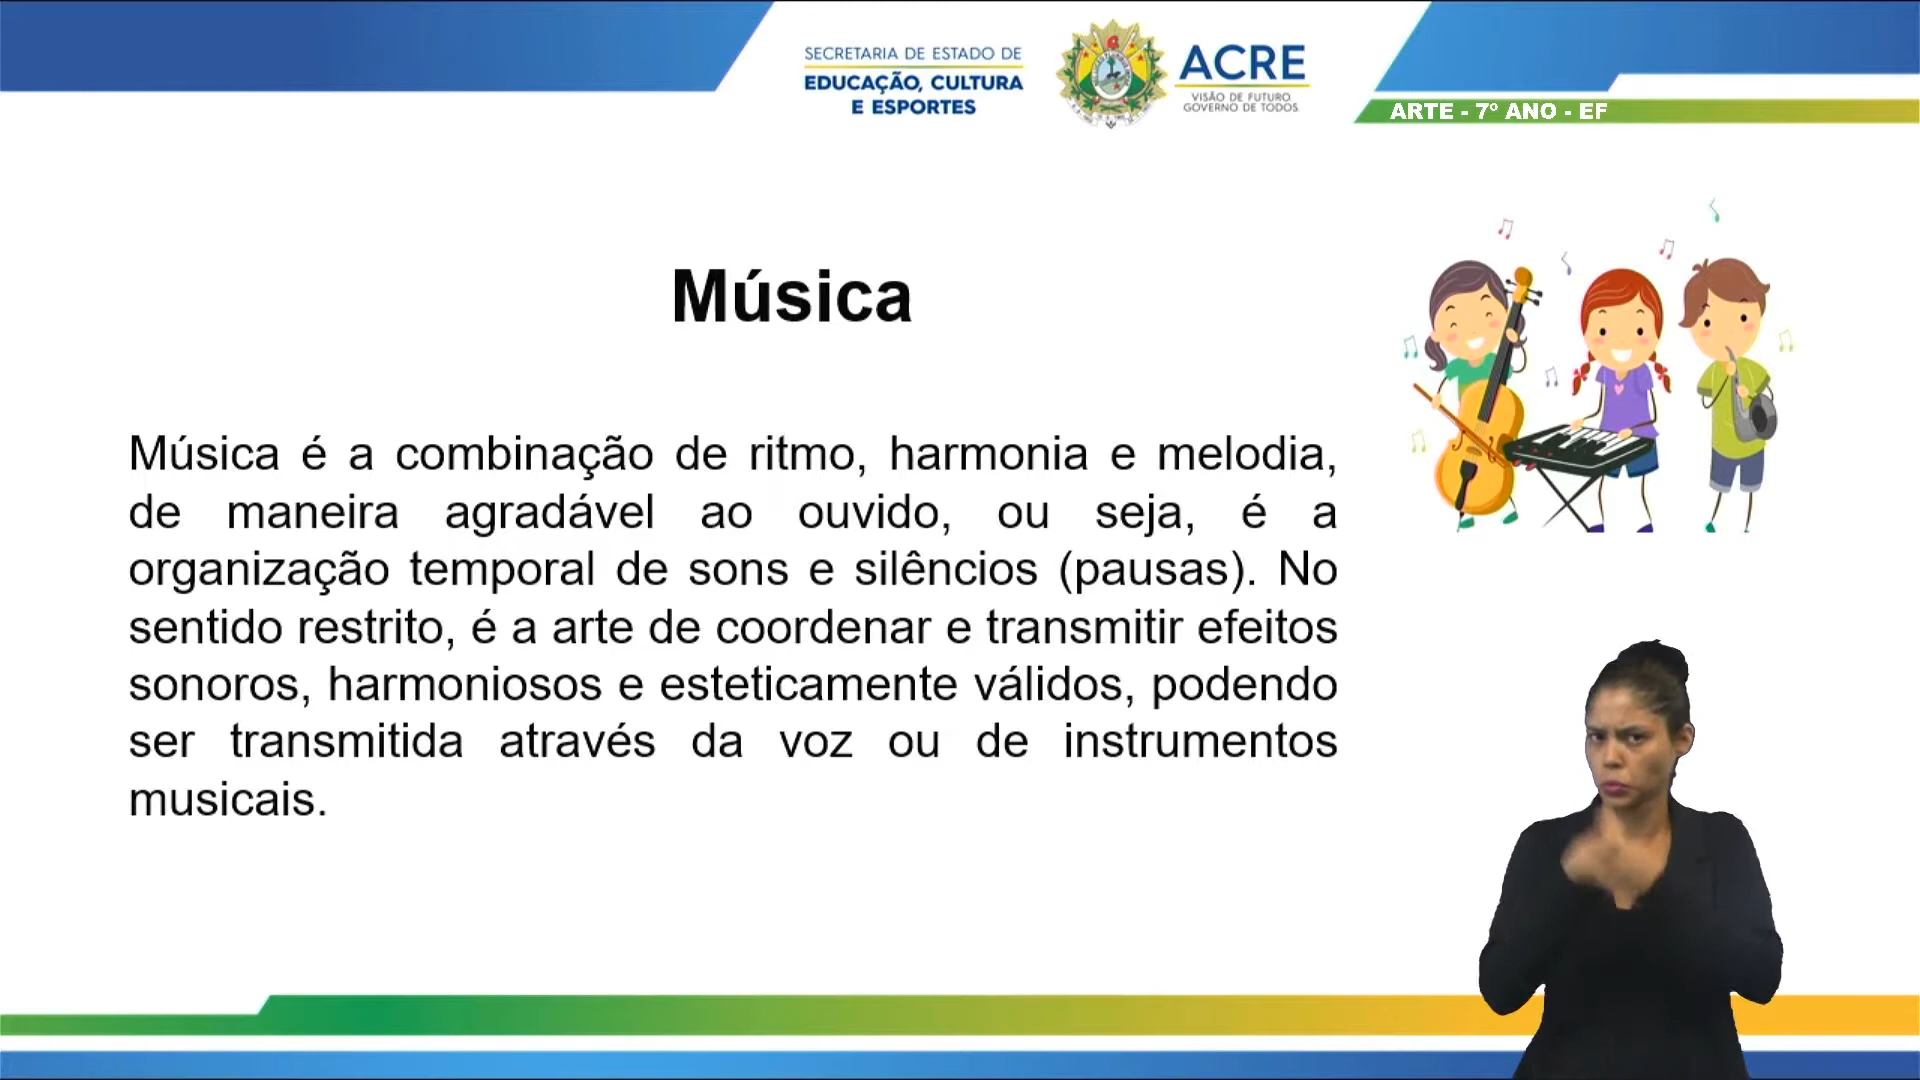 SECRETARIA DE ESTADO DE
EDUCAÇÃO, CULTURA
E ESPORTES
ACRE
VISÃO DE FUTURO.
GOVERNO DE TODOS.
ARTE - 7º ANO - EF
Música
Música é a combinação de ritmo, harmonia e melodia,
de maneira agradável ao ouvido, ou seja, é a
organização temporal de sons e silêncios (pausas). No
sentido restrito, é a arte de coordenar e transmitir efeitos
sonoros, harmoniosos e esteticamente válidos, podendo
ser transmitida através da voz ou de instrumentos
musicais.